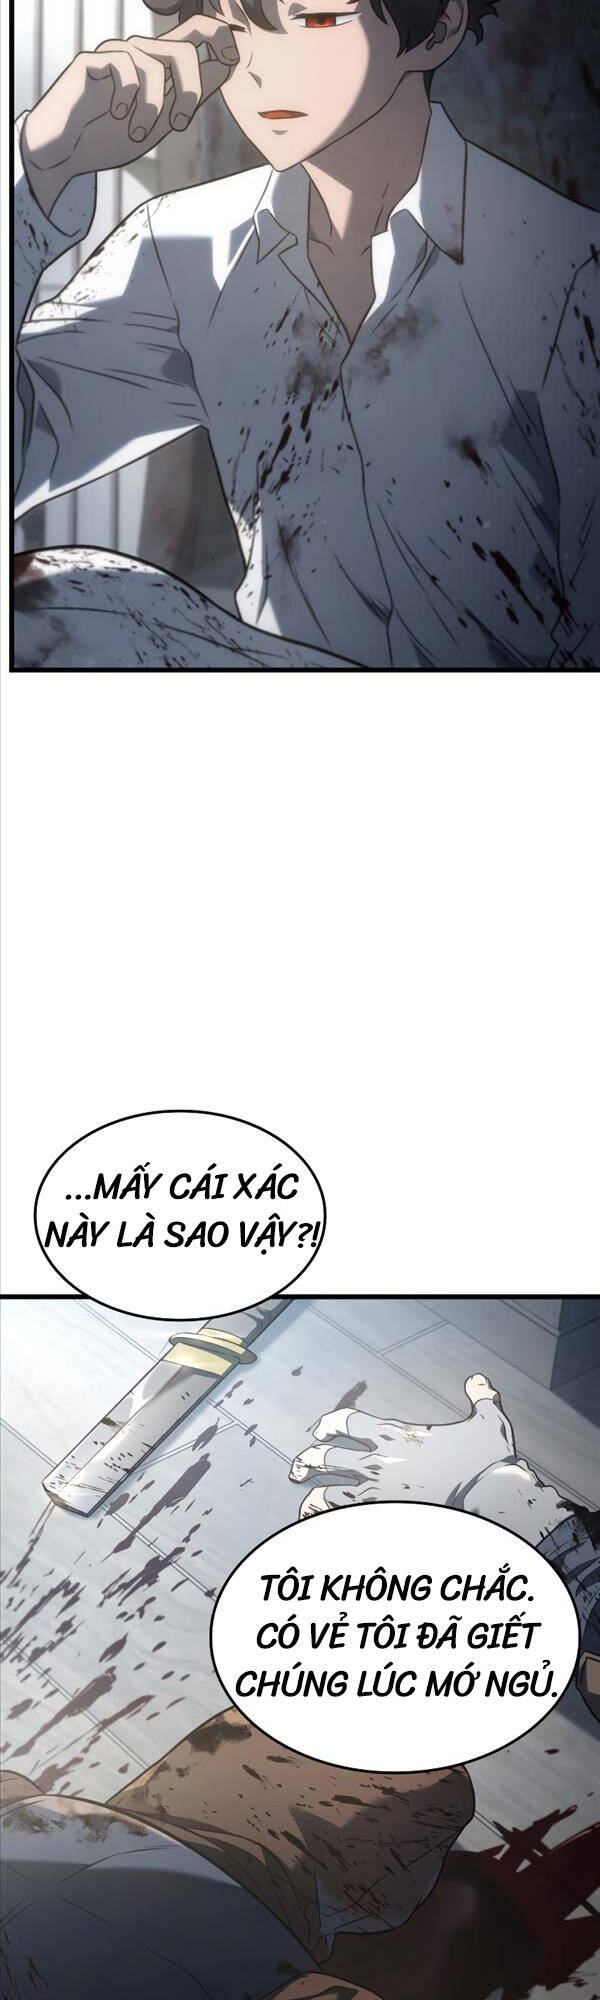 ...MẤY CÁI XÁC
NÀY LÀ SAO VẬY?!
TÔI KHÔNG CHẮC.
CÓ VẺ TÔI ĐÃ GIẾT
CHÚNG LÚC MỚ NGỦ.